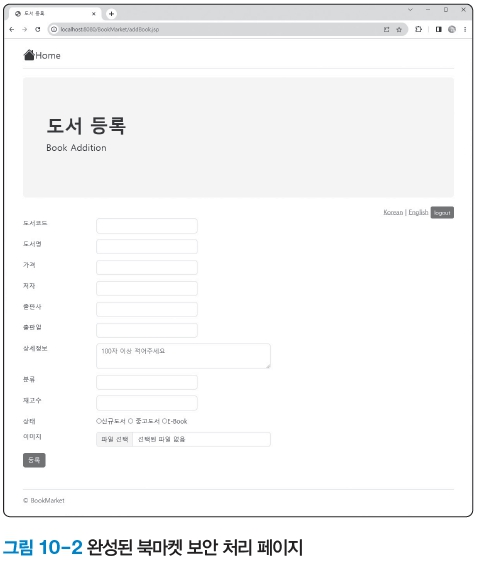 도서 등록
localhost:8080/BookMarket/addBook.jsp
Home
도서 등록
Book Addition
Korean | English logout
도서코드
도서명
가격
저자
출판사
출판일
상세정보 100자 이상 적어주세요
분류
재고수
상태 신규도서 중고도서 E-Book
이미지 파일 선택 선택된 파일 없음
등록
© BookMarket
그림 10-2 완성된 북마켓 보안 처리 페이지